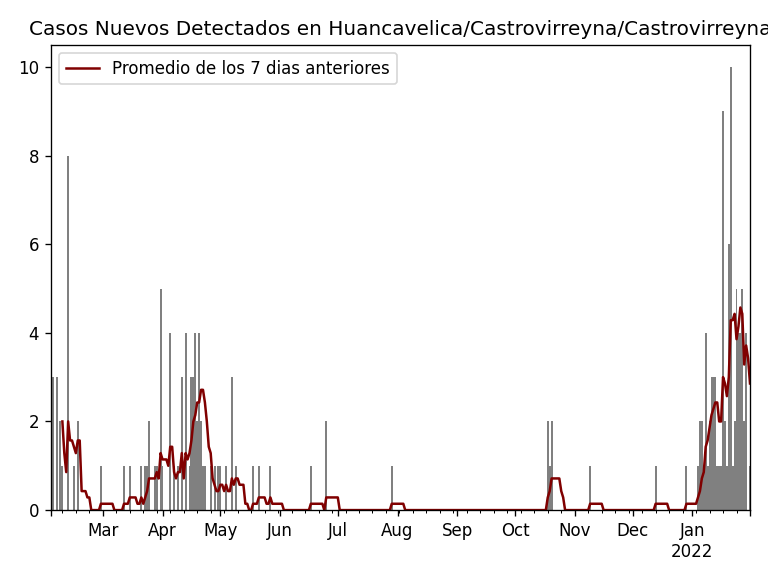 Casos Nuevos Detectados en Huancavelica/Castrovirreyna/Castrovirreyna
Promedio de los 7 dias anteriores
10
8
6
4
2
0
Mar Apr May Jun Jul Aug Sep Oct Nov Dec Jan
2022